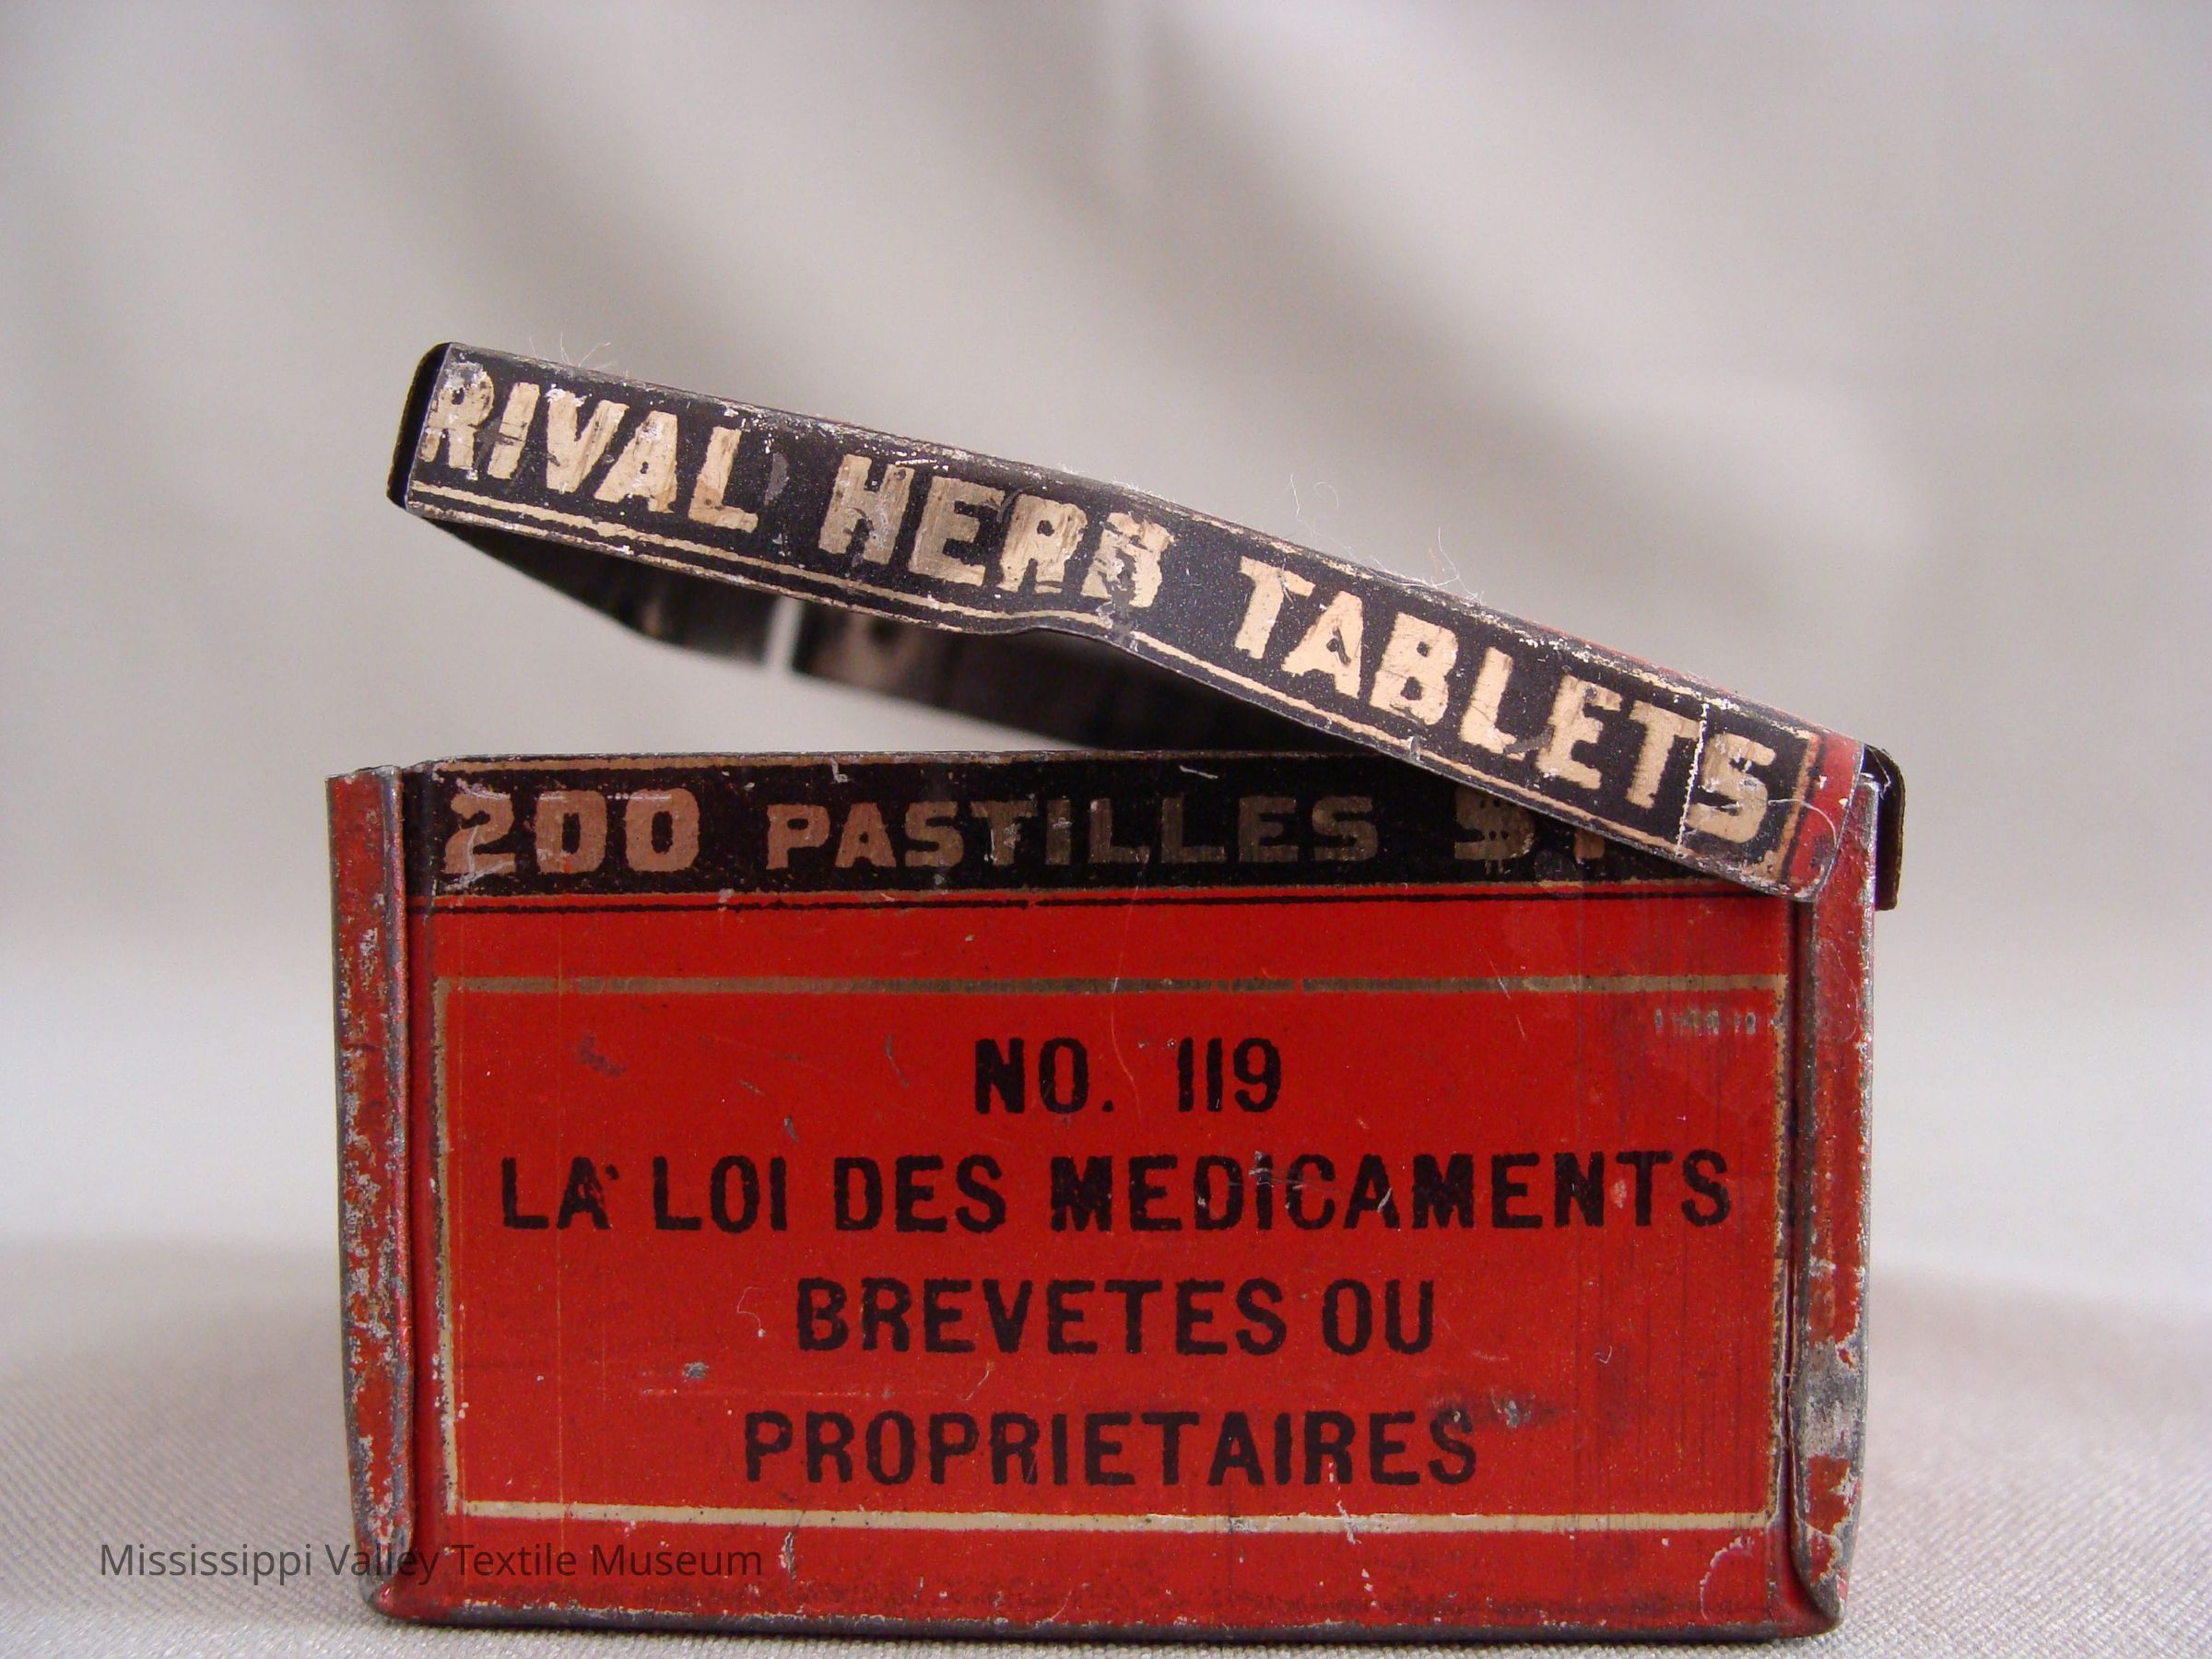 RIVAL HERB TABLETS
200 PASTILLES
NO. 119
LA LOI DES MEDICAMENTS
BREVETES OU
PROPRIETAIRES
Mississippi Valley Textile Museum